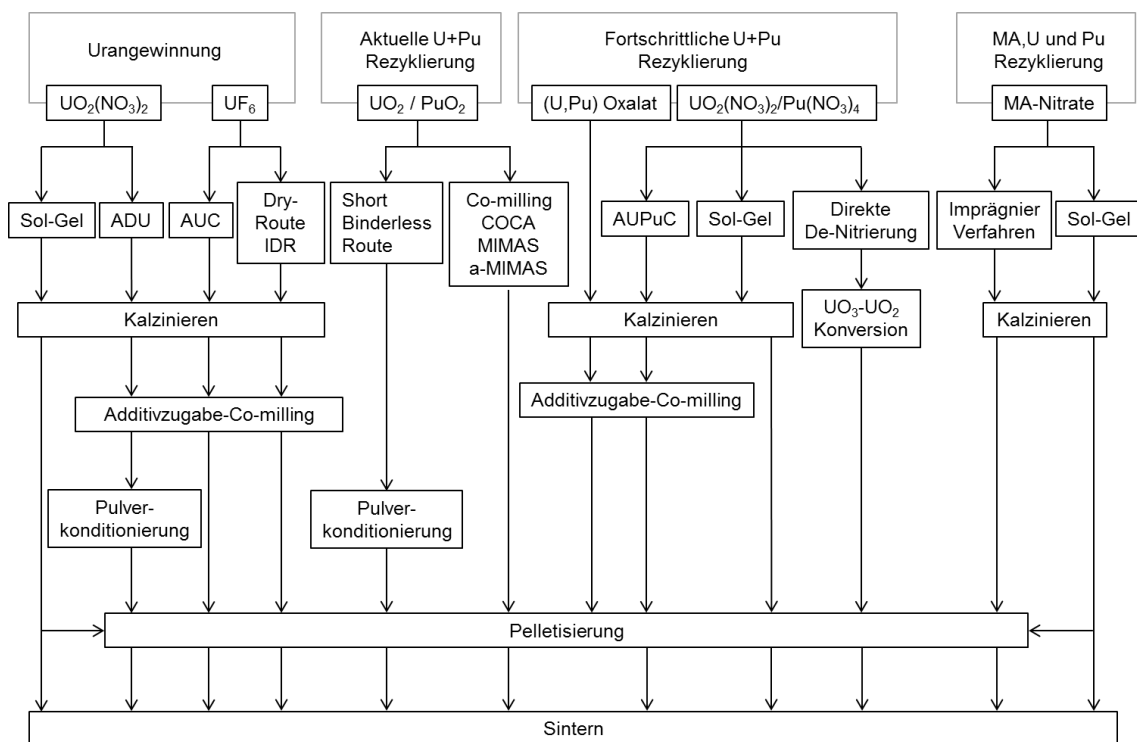 Urangewinnung
Aktuelle U+Pu
Rezyklierung
Fortschrittliche U+Pu
Rezyklierung
MA,U und Pu
Rezyklierung
UO₂(NO₃)₂
UF₆
UO₂ / PuO₂
(U,Pu) Oxalat
UO₂(NO₃)₂/Pu(NO₃)₄
MA-Nitrate
Sol-Gel
ADU
AUC
Dry-
Route
IDR
Short
Binderless
Route
Co-milling
COCA
MIMAS
a-MIMAS
AUPuC
Sol-Gel
Direkte
De-Nitrierung
Imprägnier
Verfahren
Sol-Gel
Kalzinieren
Kalzinieren
UO₃-UO₂
Konversion
Kalzinieren
Additivzugabe-Co-milling
Additivzugabe-Co-milling
Pulver-
konditionierung
Pulver-
konditionierung
Pelletisierung
Sintern